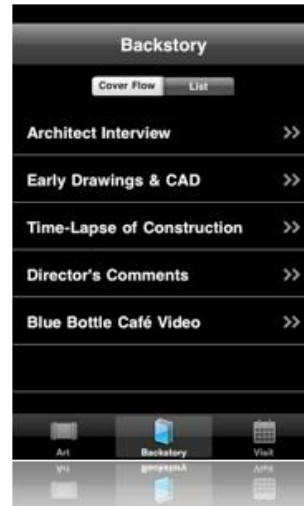 Backstory
Cover Flow List
Architect Interview
Early Drawings & CAD
Time-Lapse of Construction
Director's Comments
Blue Bottle Café Video
Art Backstory Visit